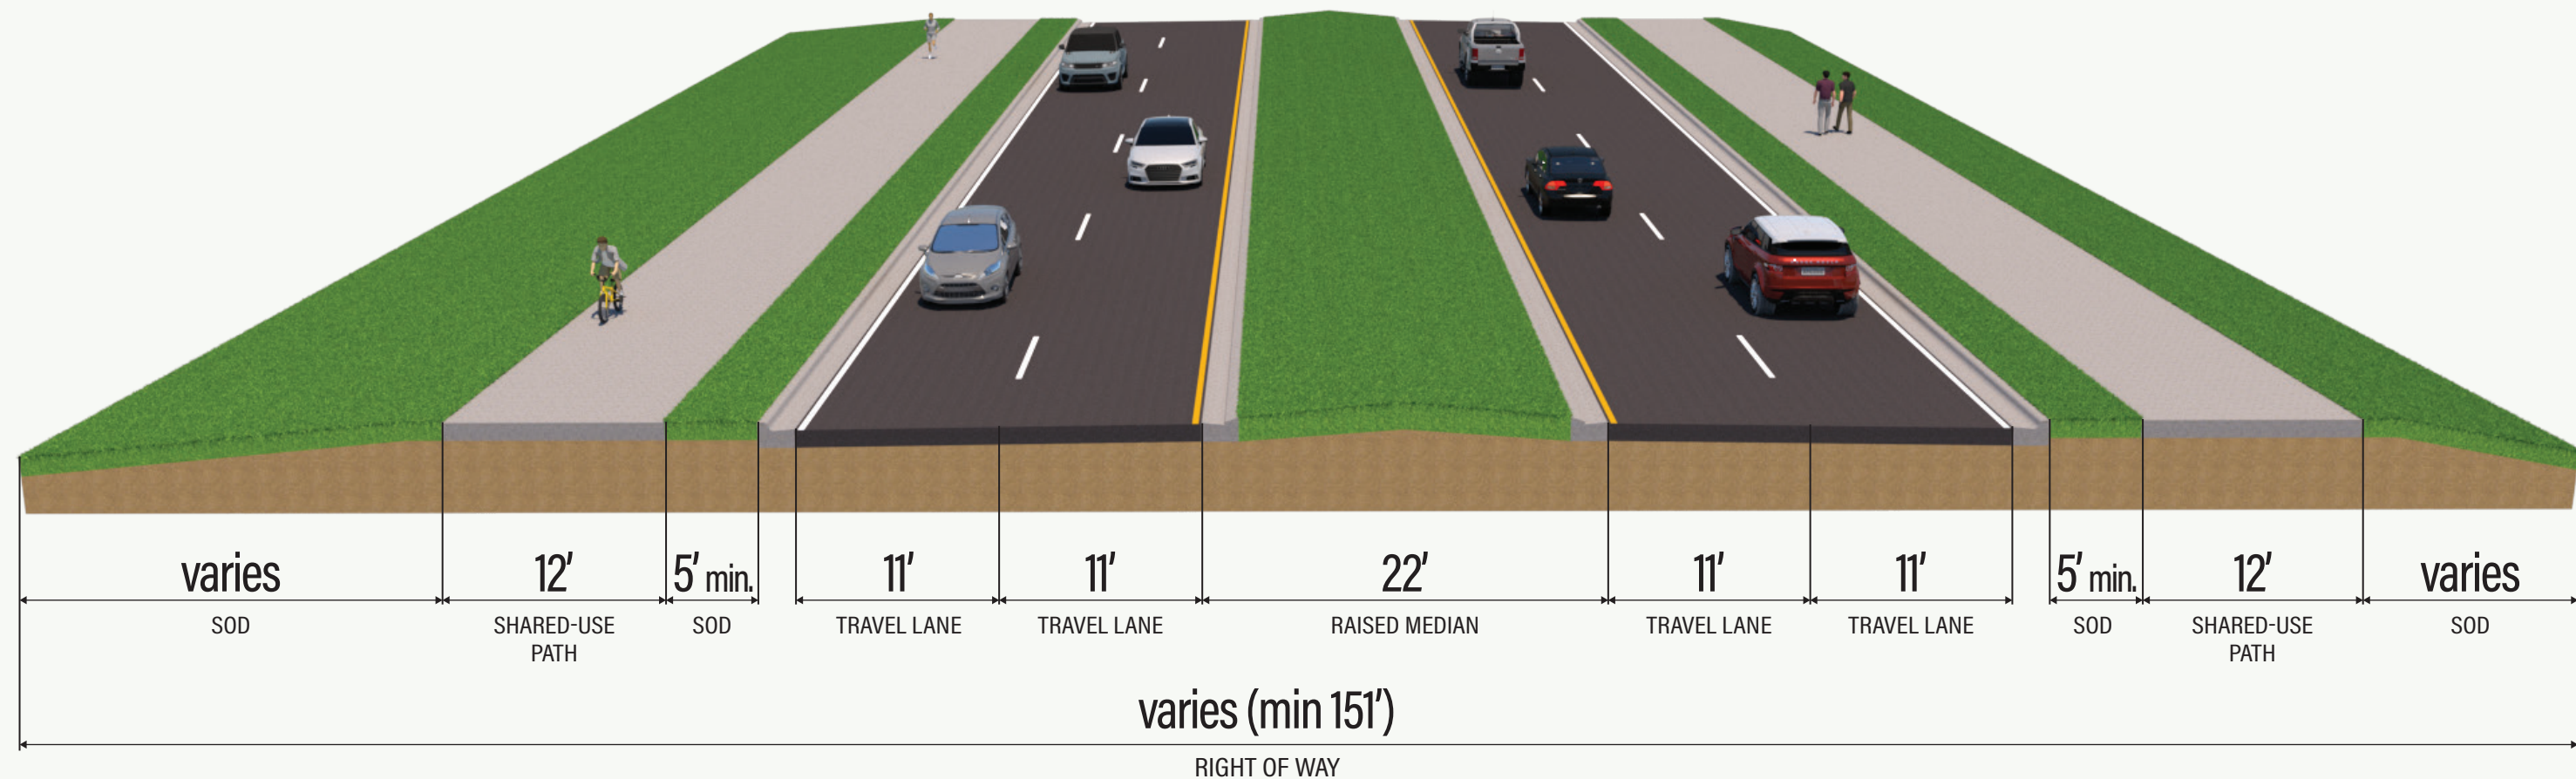 varies 12' 5' min. 11' 11' 22' 11' 11' 5' min. 12' varies
SOD SHARED-USE SOD TRAVEL LANE TRAVEL LANE RAISED MEDIAN TRAVEL LANE TRAVEL LANE SOD SHARED-USE SOD
PATH PATH
varies (min 151')
RIGHT OF WAY